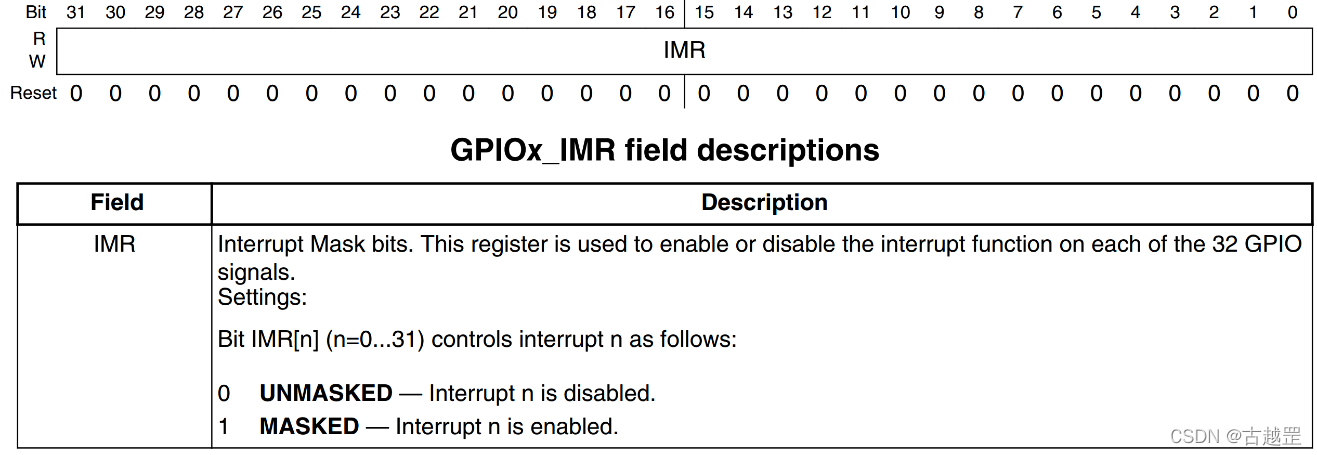 Bit 31 30 29 28 27 26 25 24 23 22 21 20 19 18 17 16 15 14 13 12 11 10 9 8 7 6 5 4 3 2 1 0
R
IMR
W
Reset 0 0 0 0 0 0 0 0 0 0 0 0 0 0 0 0 0 0 0 0 0 0 0 0 0 0 0 0 0 0 0 0
GPIOx_IMR field descriptions
Field Description
IMR Interrupt Mask bits. This register is used to enable or disable the interrupt function on each of the 32 GPIO
signals.
Settings:
Bit IMR[n] (n=0...31) controls interrupt n as follows:
0 UNMASKED — Interrupt n is disabled.
1 MASKED — Interrupt n is enabled.
CSDN @古越罡